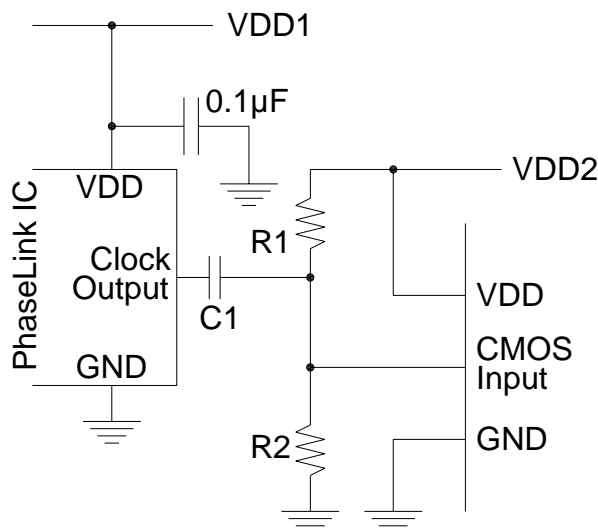 VDD1
0.1µF
VDD
PhaseLink IC
Clock
Output
GND
C1
R1
R2
VDD2
VDD
CMOS
Input
GND